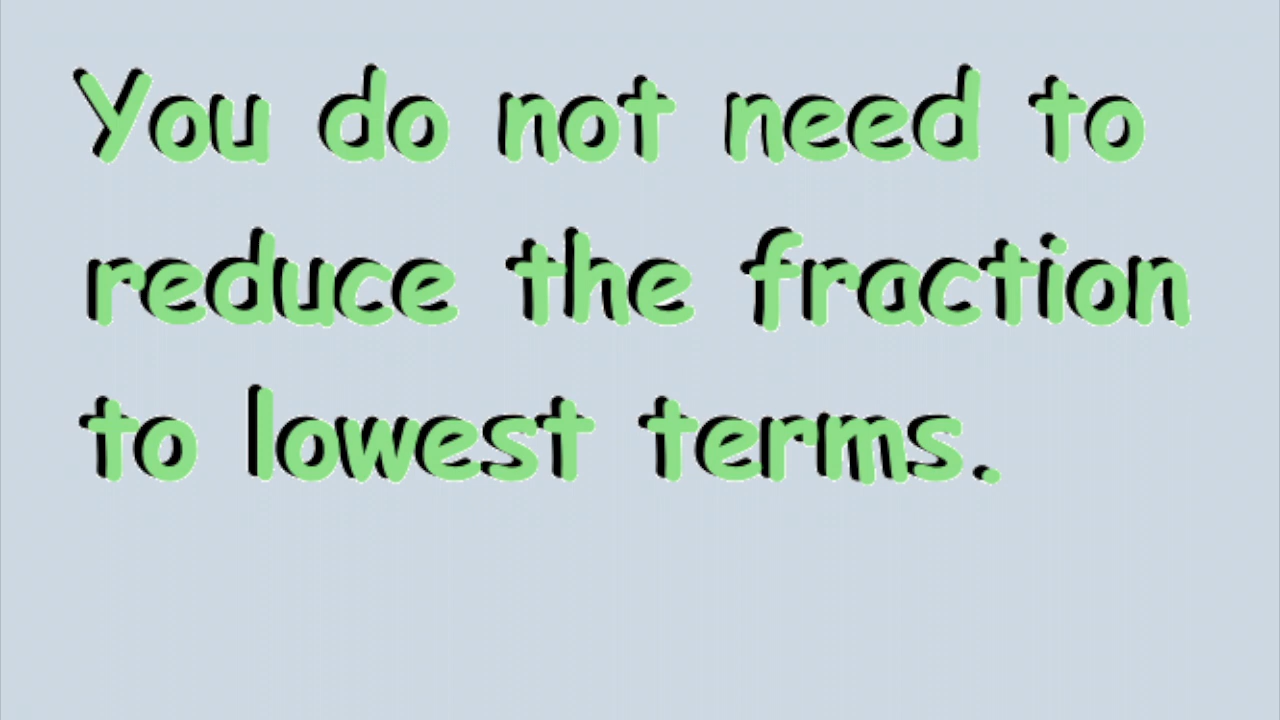 You do not need to
reduce the fraction
to lowest terms.